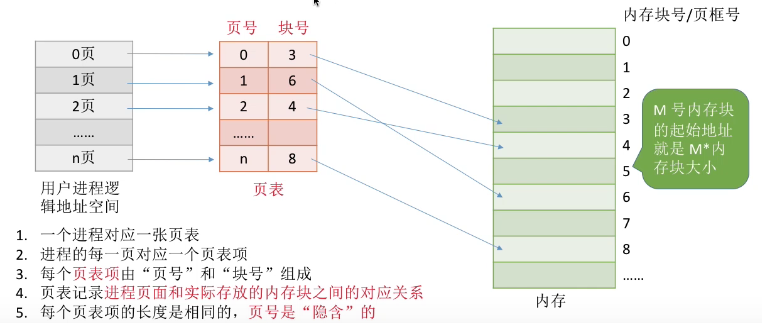 内存块号/页框号
页号 块号
0页 0 3 0
1页 1 6 1
2页 2 4 2
…… …… 3
n页 n 8 4
5
6
7
8
……
M 号内存块
的起始地址
就是 M*内
存块大小
用户进程逻
辑地址空间
页表
内存
1. 一个进程对应一张页表
2. 进程的每一页对应一个页表项
3. 每个页表项由“页号”和“块号”组成
4. 页表记录进程页面和实际存放的内存块之间的对应关系
5. 每个页表项的长度是相同的，页号是“隐含”的